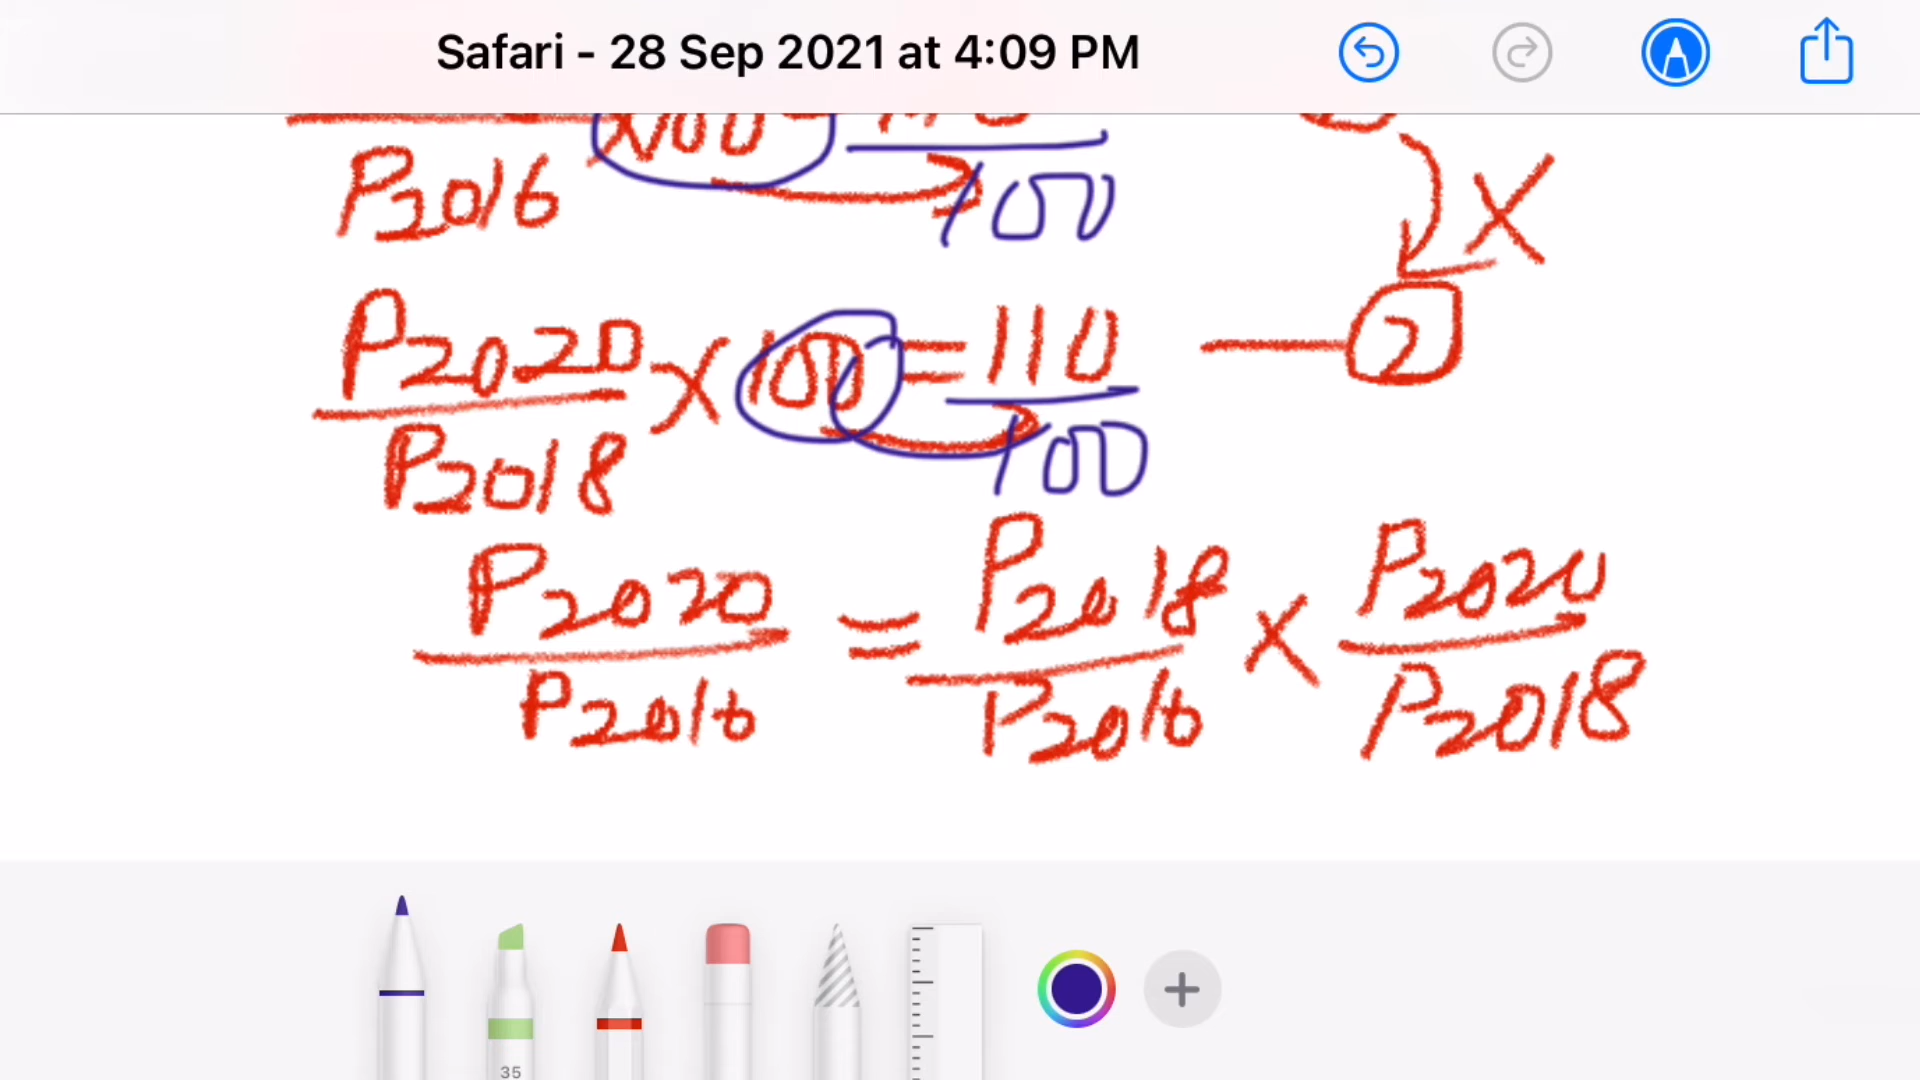 Safari - 28 Sep 2021 at 4:09 PM
P2016 100
P2020 × 100 = 110 — 2
P2018 100
P2020 = P2018 × P2020
P2016 P2016 P2018
35